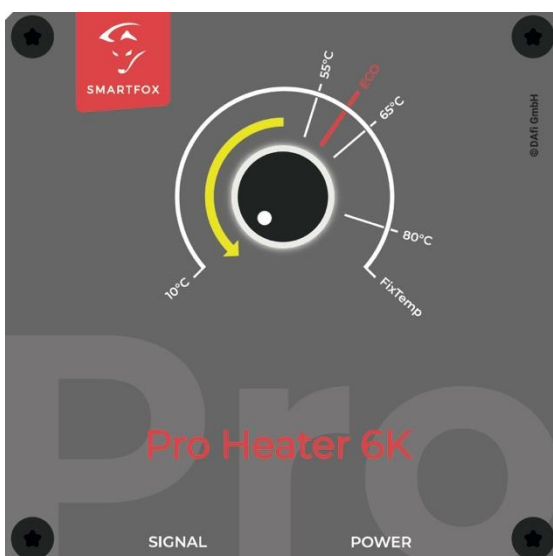 SMARTFOX
55°C
ECO
65°C
80°C
FixTemp
10°C
©DAfi GmbH
Pro
Pro Heater 6K
SIGNAL POWER